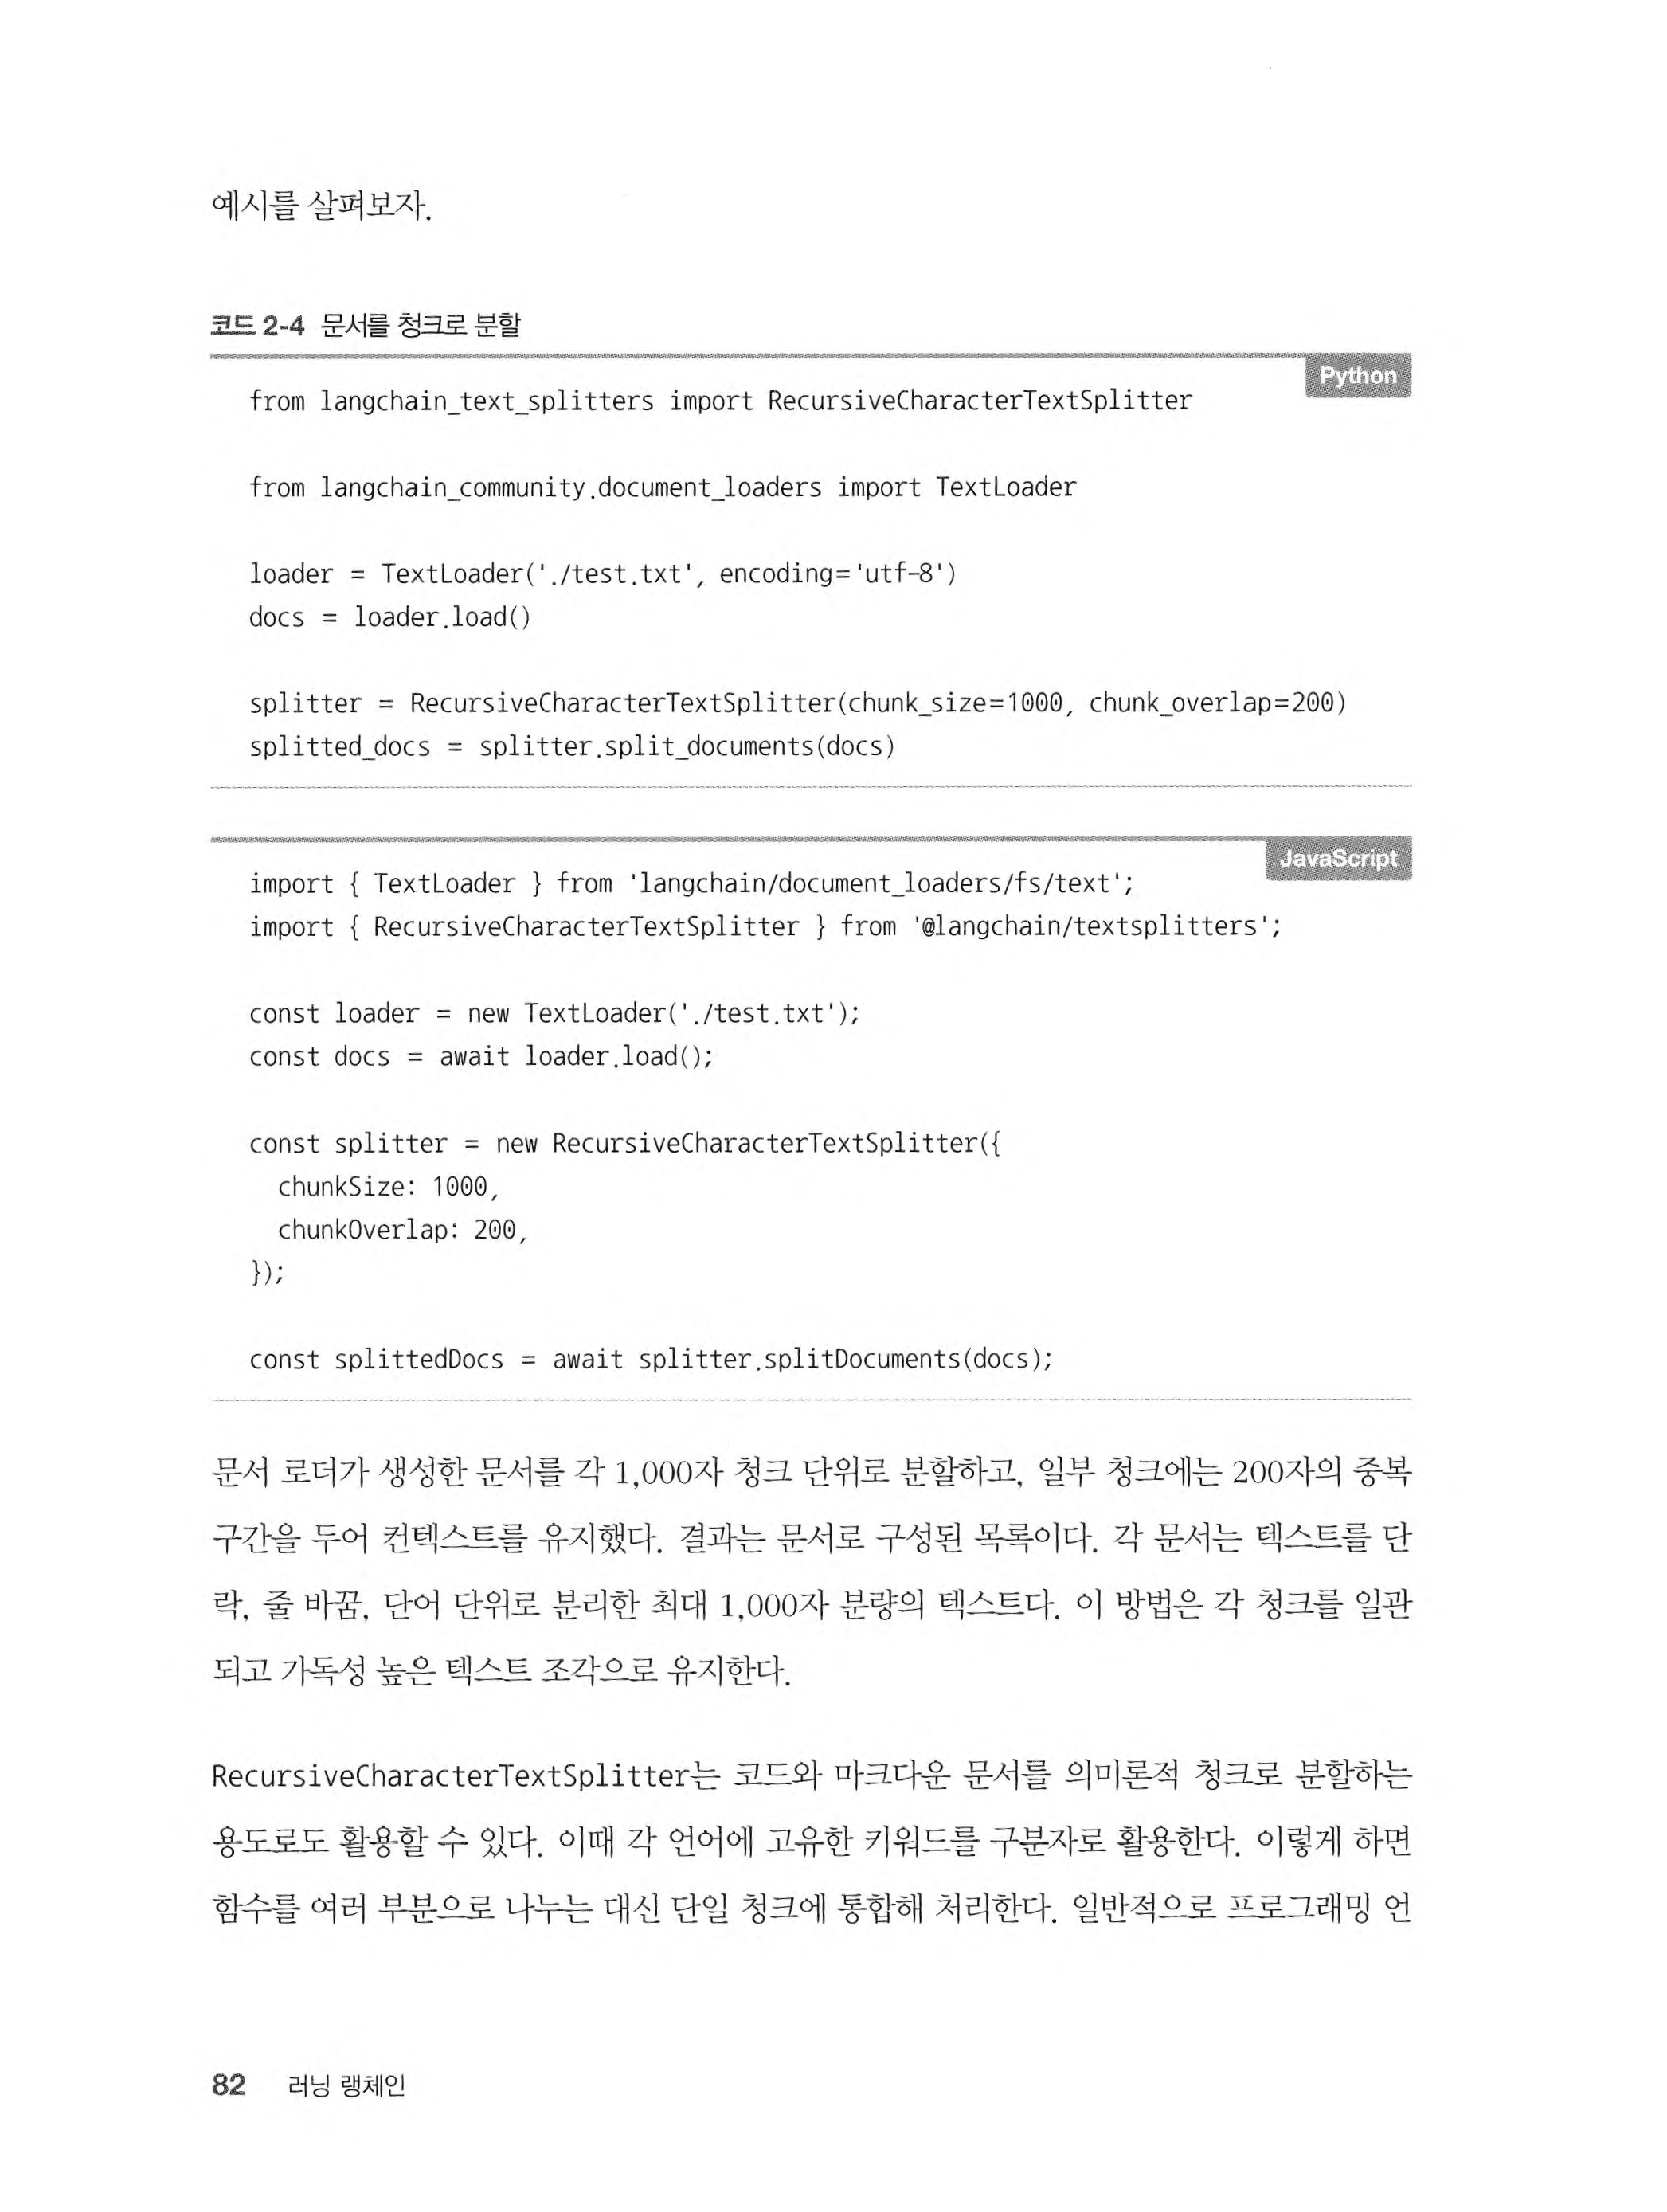 예시를 살펴보자.
코드 2-4 문서를 청크로 분할
Python
from langchain_text_splitters import RecursiveCharacterTextSplitter
from langchain_community.document_loaders import TextLoader
loader = TextLoader('./test.txt', encoding='utf-8')
docs = loader.load()
splitter = RecursiveCharacterTextSplitter(chunk_size=1000, chunk_overlap=200)
splitted_docs = splitter.split_documents(docs)
JavaScript
import { TextLoader } from 'langchain/document_loaders/fs/text';
import { RecursiveCharacterTextSplitter } from '@langchain/textsplitters';
const loader = new TextLoader('./test.txt');
const docs = await loader.load();
const splitter = new RecursiveCharacterTextSplitter({
  chunkSize: 1000,
  chunkOverlap: 200,
});
const splittedDocs = await splitter.splitDocuments(docs);
문서 로더가 생성한 문서를 각 1,000자 청크 단위로 분할하고, 일부 청크에는 200자의 중복
구간을 두어 컨텍스트를 유지했다. 결과는 문서로 구성된 목록이다. 각 문서는 텍스트를 단
락, 줄 바꿈, 단어 단위로 분리한 최대 1,000자 분량의 텍스트다. 이 방법은 각 청크를 일관
되고 가독성 높은 텍스트 조각으로 유지한다.
RecursiveCharacterTextSplitter는 코드와 마크다운 문서를 의미론적 청크로 분할하는
용도로도 활용할 수 있다. 이때 각 언어에 고유한 키워드를 구분자로 활용한다. 이렇게 하면
함수를 여러 부분으로 나누는 대신 단일 청크에 통합해 처리한다. 일반적으로 프로그래밍 언
82 러닝 랭체인